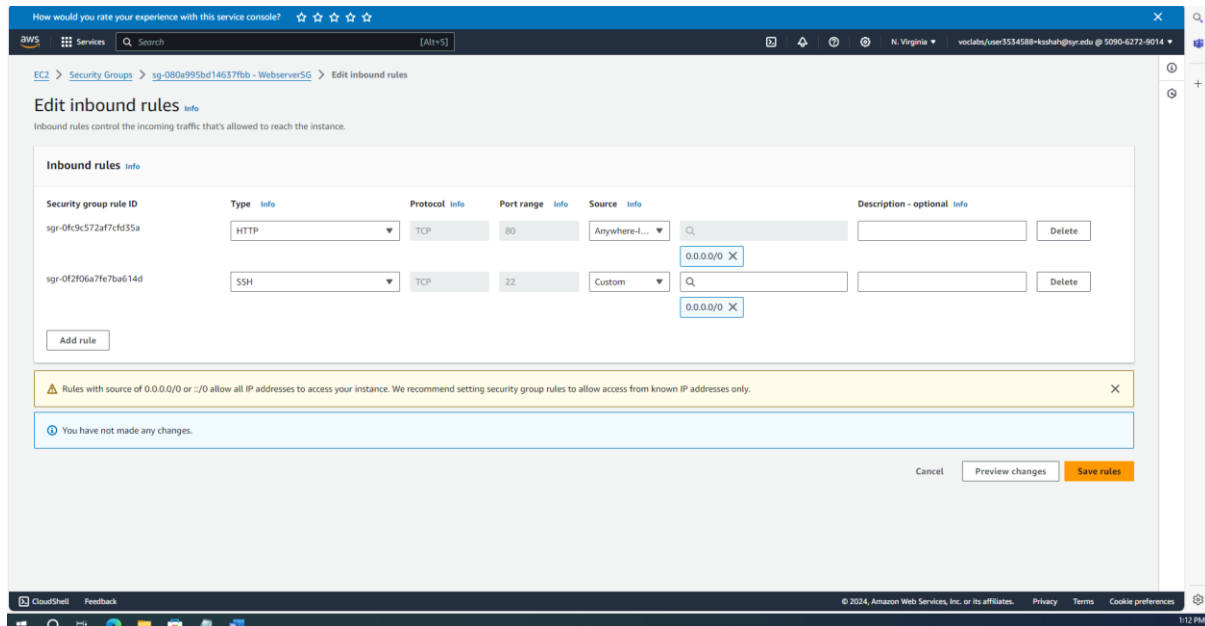 How would you rate your experience with this service console?
aws Services Search [Alt+S] N. Virginia voclabs/user3534588=ksshah@syr.edu @ 5090-6272-9014
EC2 > Security Groups > sg-080a995bd14637fbb - WebserverSG > Edit inbound rules
Edit inbound rules Info
Inbound rules control the incoming traffic that's allowed to reach the instance.
Inbound rules Info
Security group rule ID Type Info Protocol Info Port range Info Source Info Description - optional Info
sgr-0fc9c572af7cfd35a HTTP TCP 80 Anywhere-I... Delete
0.0.0.0/0
sgr-0f2f06a7fe7ba614d SSH TCP 22 Custom Delete
0.0.0.0/0
Add rule
Rules with source of 0.0.0.0/0 or ::/0 allow all IP addresses to access your instance. We recommend setting security group rules to allow access from known IP addresses only.
You have not made any changes.
Cancel Preview changes Save rules
CloudShell Feedback © 2024, Amazon Web Services, Inc. or its affiliates. Privacy Terms Cookie preferences
1:12 PM